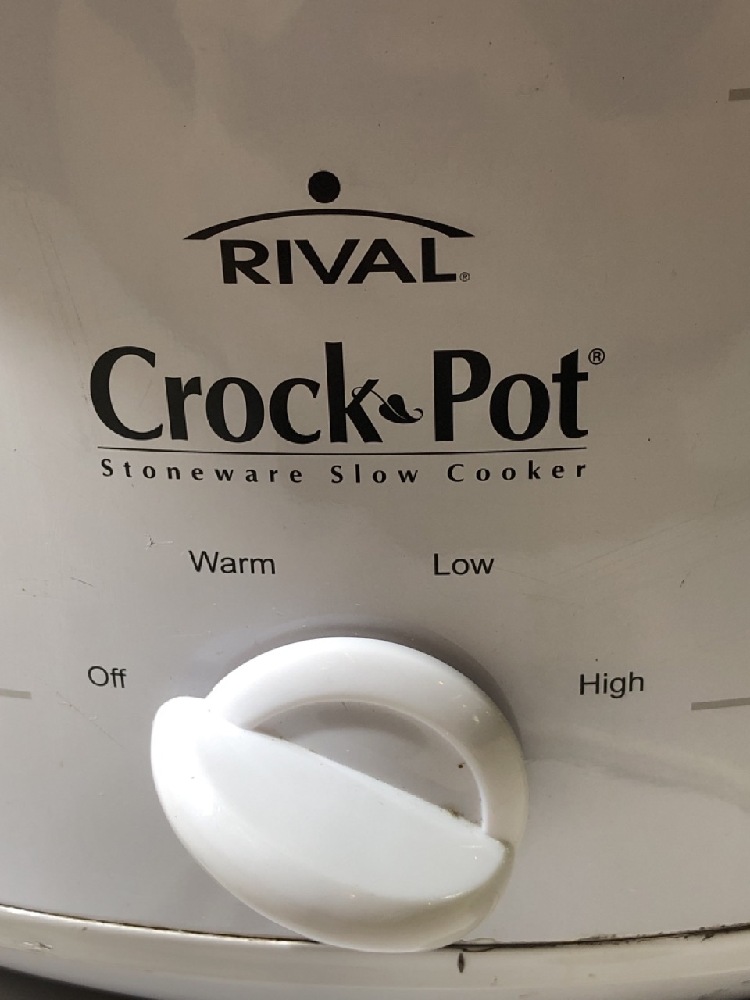 RIVAL®
Crock-Pot®
Stoneware Slow Cooker
Warm Low
Off High